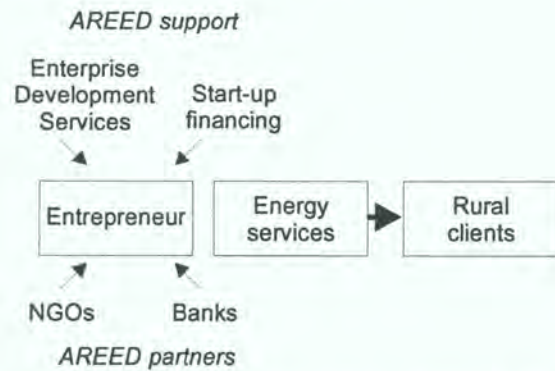 AREED support
Enterprise
Development
Services
Start-up
financing
Entrepreneur
Energy
services
Rural
clients
NGOs
Banks
AREED partners